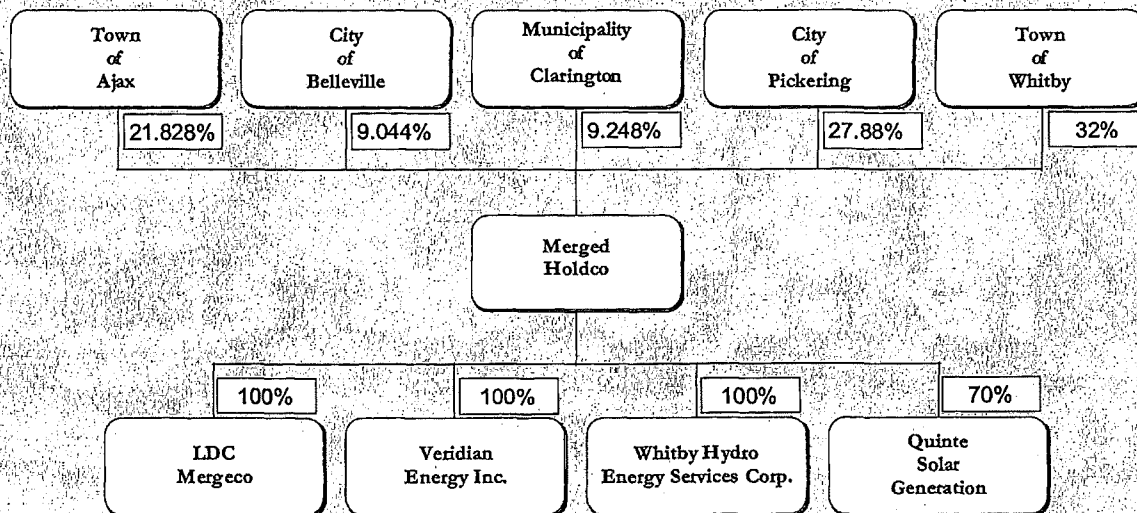 Town
of
Ajax
City
of
Belleville
Municipality
of
Clarington
City
of
Pickering
Town
of
Whitby
21.828%
9.044%
9.248%
27.88%
32%
Merged
Holdco
100%
100%
100%
70%
LDC
Mergeco
Veridian
Energy Inc.
Whitby Hydro
Energy Services Corp.
Quinte
Solar
Generation